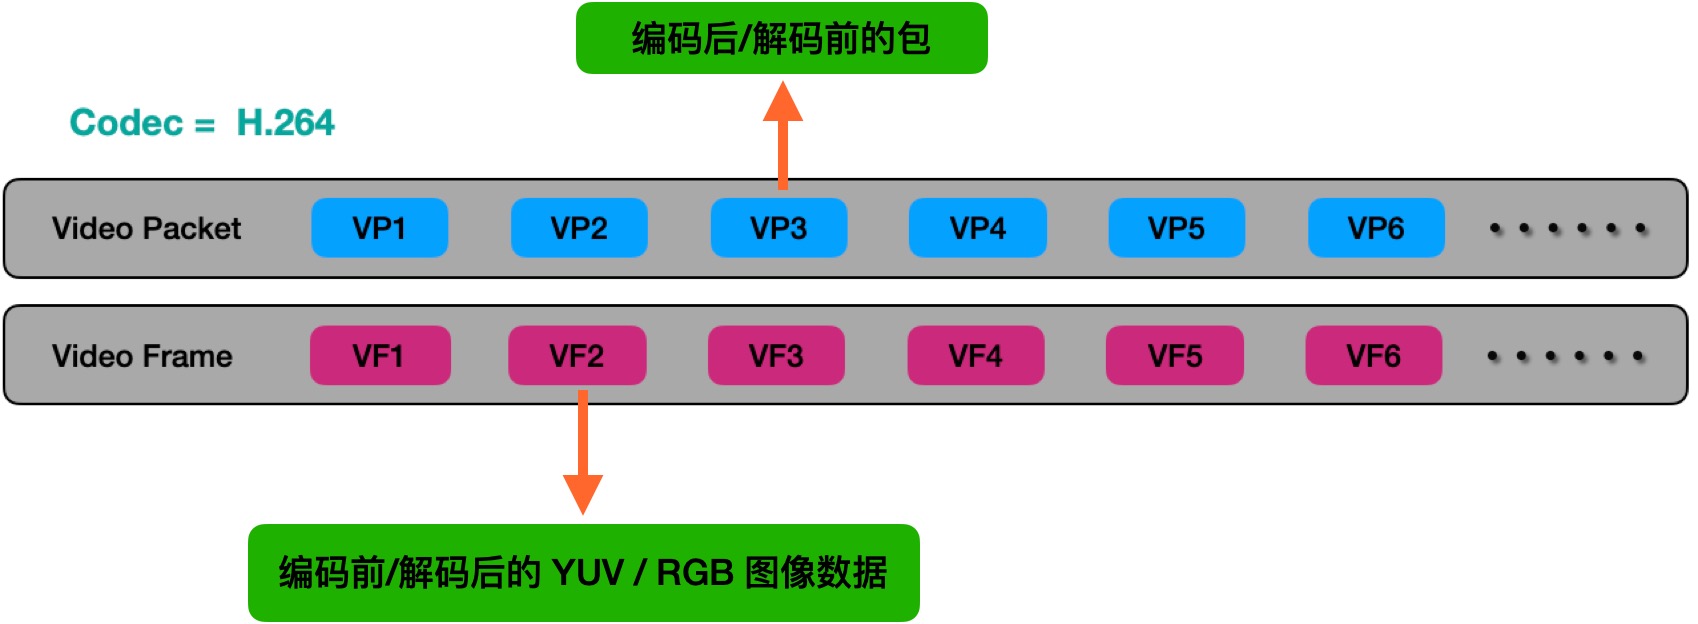 编码后/解码前的包
Codec = H.264
Video Packet VP1 VP2 VP3 VP4 VP5 VP6 ······
Video Frame VF1 VF2 VF3 VF4 VF5 VF6 ······
编码前/解码后的 YUV / RGB 图像数据